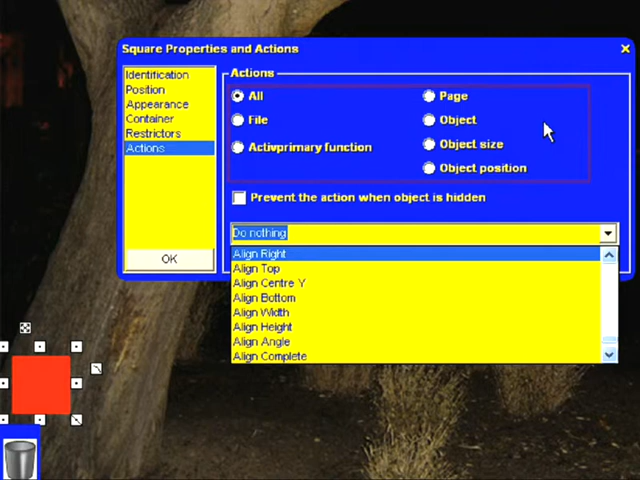 Square Properties and Actions
Identification
Position
Appearance
Container
Restrictors
Actions
OK
Actions
All
Page
File
Object
Activprimary function
Object size
Object position
Prevent the action when object is hidden
Do nothing
Align Right
Align Top
Align Centre Y
Align Bottom
Align Width
Align Height
Align Angle
Align Complete